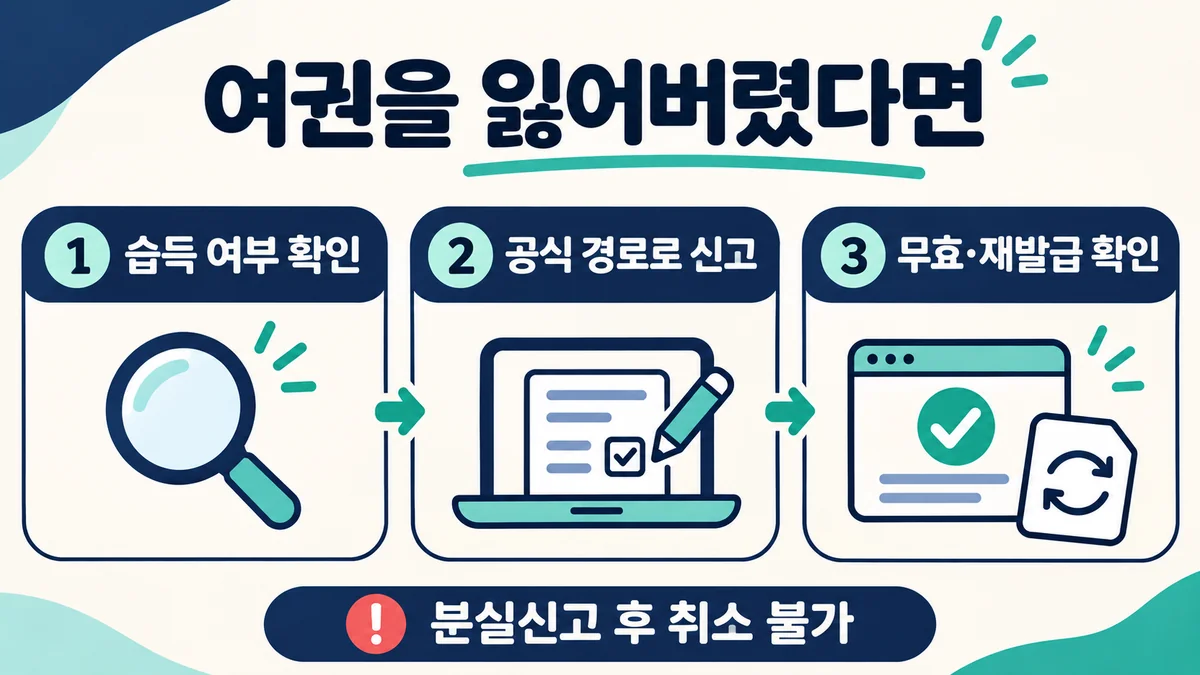 여권을 잃어버렸다면
1 습득 여부 확인
2 공식 경로로 신고
3 무효·재발급 확인
! 분실신고 후 취소 불가